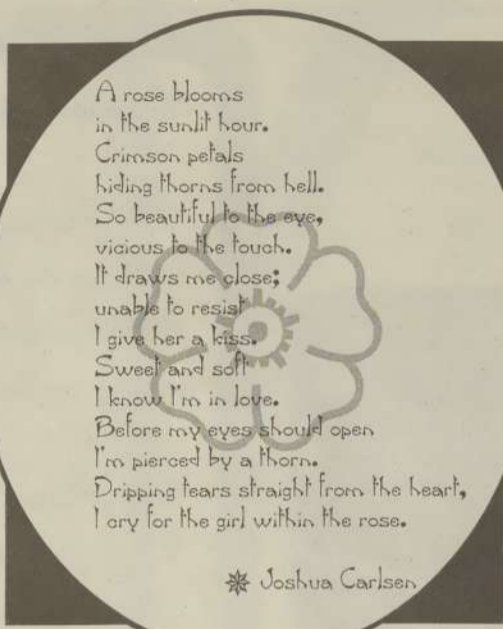 A rose blooms
in the sunlit hour.
Crimson petals
hiding thorns from hell.
So beautiful to the eye,
vicious to the touch.
It draws me close;
unable to resist
I give her a kiss.
Sweet and soft
I know I'm in love.
Before my eyes should open
I'm pierced by a thorn.
Dripping tears straight from the heart,
I cry for the girl within the rose.
Joshua Carlsen